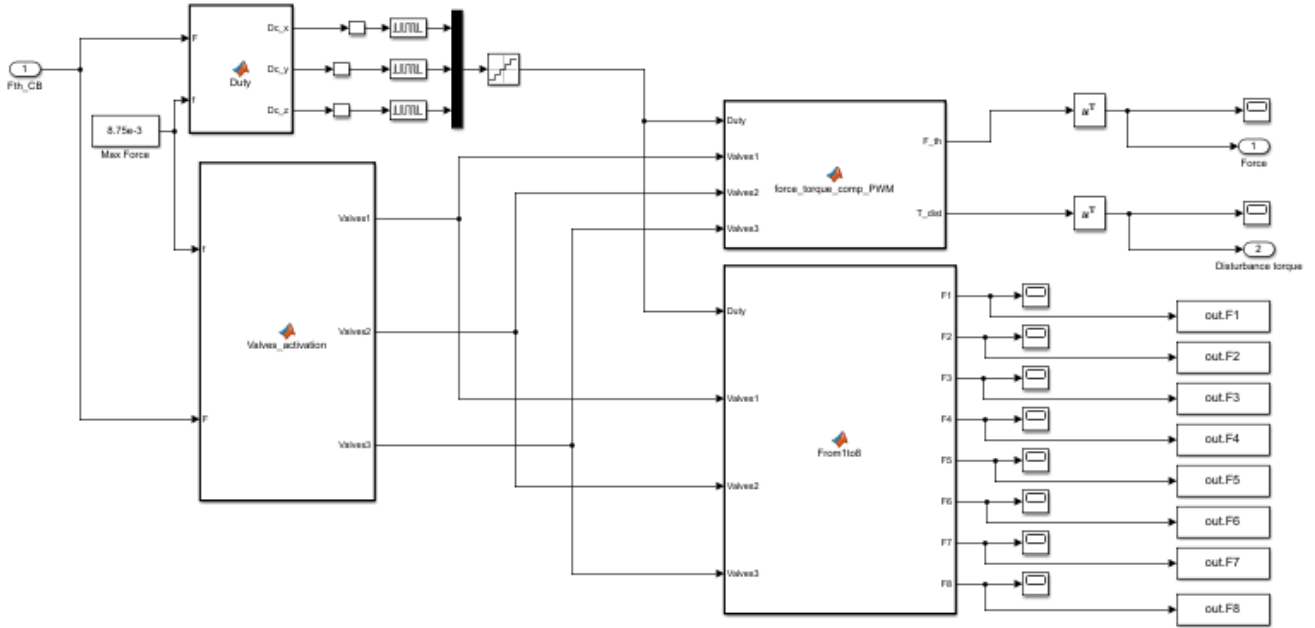 1
Fth_CB
8.75e-3
Max Force
F
f
Duty
Dc_x
Dc_y
Dc_z
f
F
Valves_activation
Valves1
Valves2
Valves3
Duty
Valves1
Valves2
Valves3
force_torque_comp_PWM
F_th
T_dist
uT
uT
1
Force
2
Disturbance torque
Duty
Valves1
Valves2
Valves3
From1to8
F1
F2
F3
F4
F5
F6
F7
F8
out.F1
out.F2
out.F3
out.F4
out.F5
out.F6
out.F7
out.F8